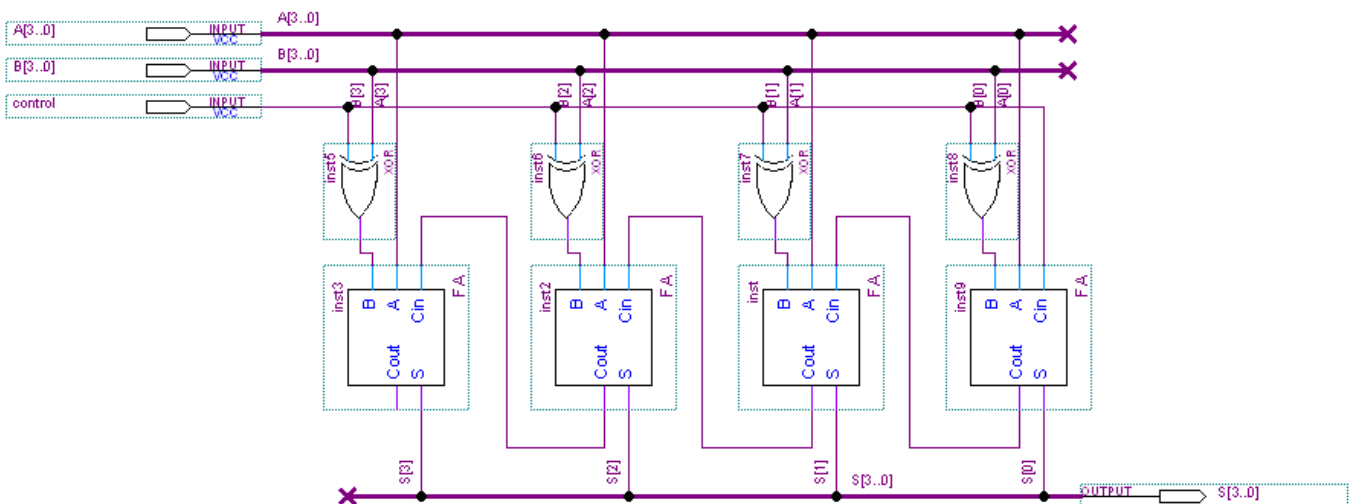 A[3..0] INPUT VCC A[3..0]
B[3..0] INPUT VCC B[3..0]
control INPUT VCC
B[3] A[3] B[2] A[2] B[1] A[1] B[0] A[0]
inst5 XOR inst6 XOR inst7 XOR inst8 XOR
inst3 B A Cin FA inst2 B A Cin FA inst B A Cin FA inst9 B A Cin FA
Cout S Cout S Cout S Cout S
S[3] S[2] S[1] S[3..0] S[0]
OUTPUT S[3..0]